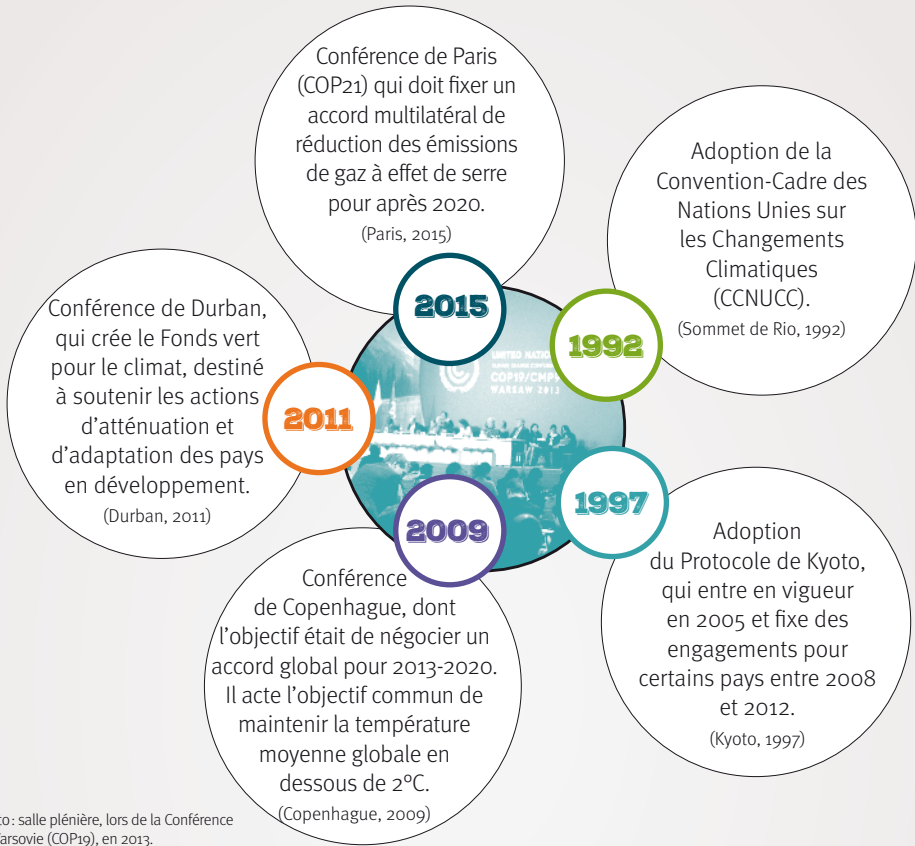 Conférence de Paris
(COP21) qui doit fixer un
accord multilatéral de
réduction des émissions
de gaz à effet de serre
pour après 2020.
(Paris, 2015)
2015
Adoption de la
Convention-Cadre des
Nations Unies sur
les Changements
Climatiques
(CCNUCC).
(Sommet de Rio, 1992)
1992
Adoption
du Protocole de Kyoto,
qui entre en vigueur
en 2005 et fixe des
engagements pour
certains pays entre 2008
et 2012.
(Kyoto, 1997)
1997
Conférence
de Copenhague, dont
l'objectif était de négocier un
accord global pour 2013-2020.
Il acte l'objectif commun de
maintenir la température
moyenne globale en
dessous de 2°C.
(Copenhague, 2009)
2009
Conférence de Durban,
qui crée le Fonds vert
pour le climat, destiné
à soutenir les actions
d'atténuation et
d'adaptation des pays
en développement.
(Durban, 2011)
2011
UNITED NATI
COP19/CMP9
WARSAW 2013
to : salle plénière, lors de la Conférence
arsovie (COP19), en 2013.